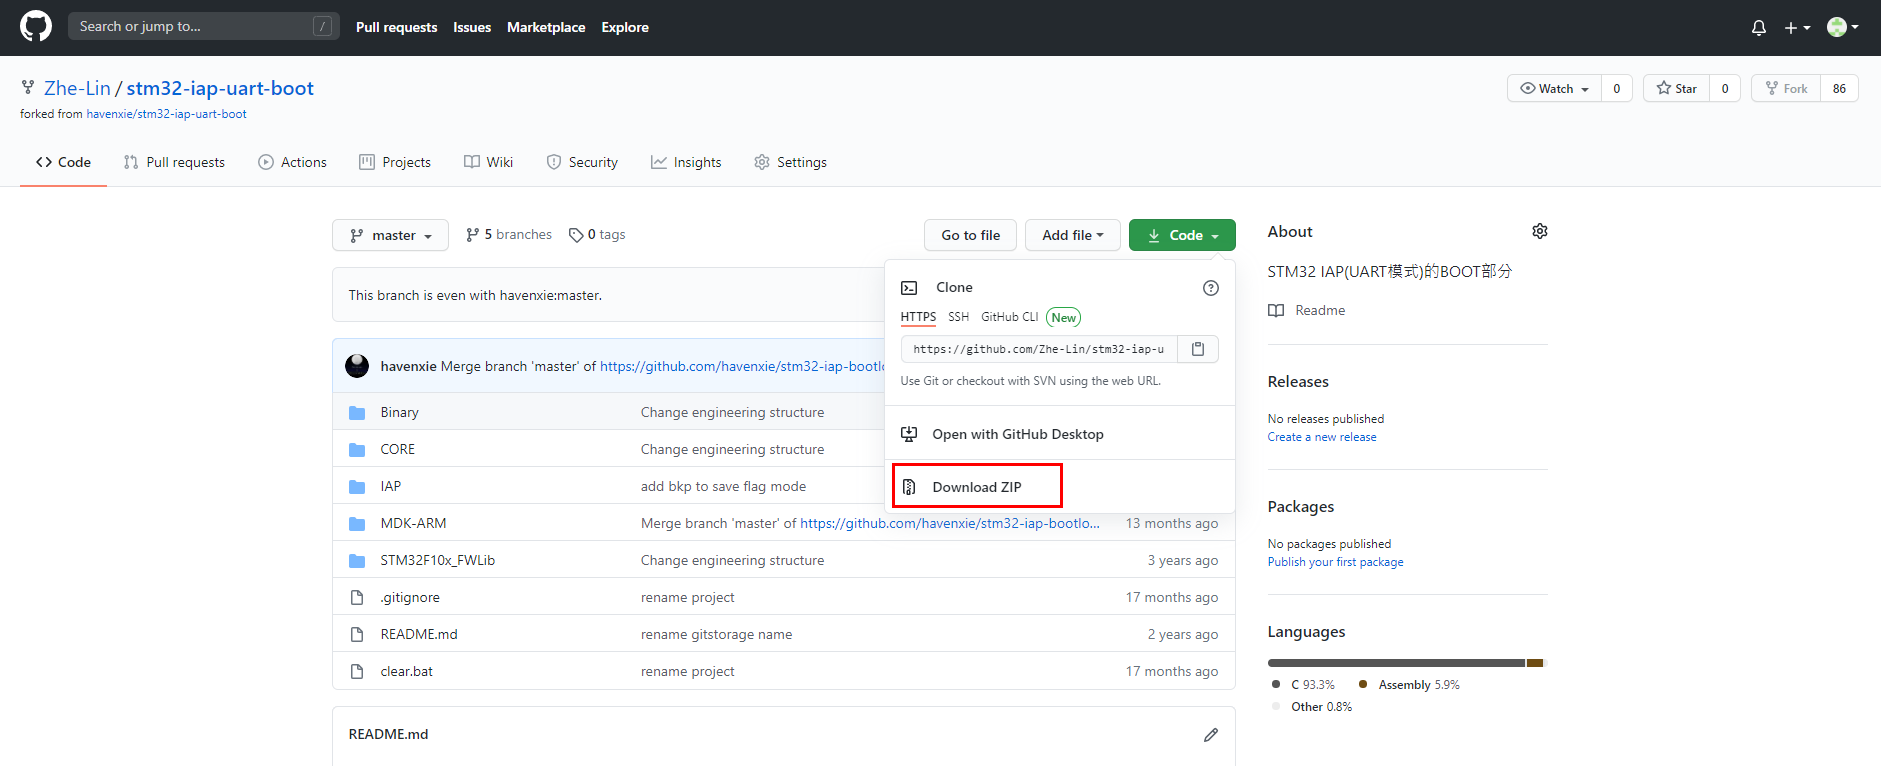 Search or jump to... / Pull requests Issues Marketplace Explore
Zhe-Lin / stm32-iap-uart-boot Watch 0 Star 0 Fork 86
forked from havenxie/stm32-iap-uart-boot
Code Pull requests Actions Projects Wiki Security Insights Settings
master 5 branches 0 tags Go to file Add file Code
This branch is even with havenxie:master.
havenxie Merge branch 'master' of https://github.com/havenxie/stm32-iap-bootlo
Binary Change engineering structure
CORE Change engineering structure
IAP add bkp to save flag mode
MDK-ARM Merge branch 'master' of https://github.com/havenxie/stm32-iap-bootlo... 13 months ago
STM32F10x_FWLib Change engineering structure 3 years ago
.gitignore rename project 17 months ago
README.md rename gitstorage name 2 years ago
clear.bat rename project 17 months ago
README.md
Clone
HTTPS SSH GitHub CLI New
https://github.com/Zhe-Lin/stm32-iap-u
Use Git or checkout with SVN using the web URL.
Open with GitHub Desktop
Download ZIP
About
STM32 IAP(UART模式)的BOOT部分
Readme
Releases
No releases published
Create a new release
Packages
No packages published
Publish your first package
Languages
C 93.3% Assembly 5.9%
Other 0.8%